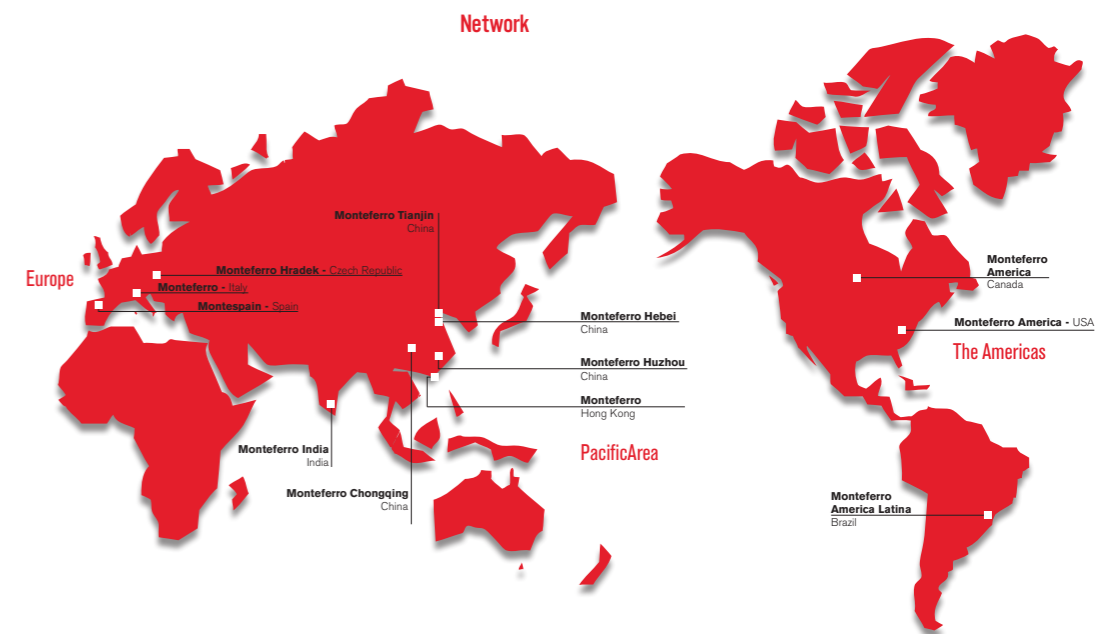 Network
Monteferro Tianjin
China
Europe
Monteferro Hradek - Czech Republic
Monteferro - Italy
Montespain - Spain
Monteferro
America
Canada
Monteferro Hebei
China
Monteferro America - USA
The Americas
Monteferro Huzhou
China
Monteferro
Hong Kong
PacificArea
Monteferro India
India
Monteferro Chongqing
China
Monteferro
America Latina
Brazil